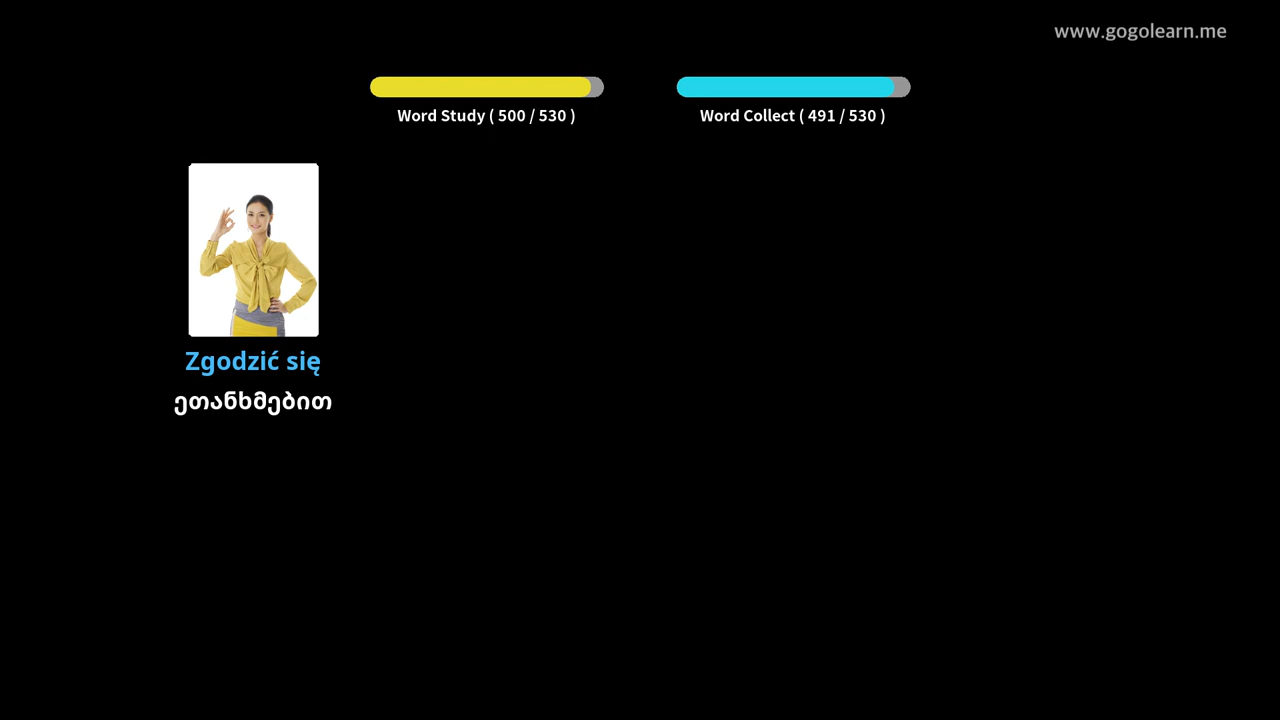 www.gogolearn.me
Word Study ( 500 / 530 )
Word Collect ( 491 / 530 )
Zgodzić się
ეთანხმებით